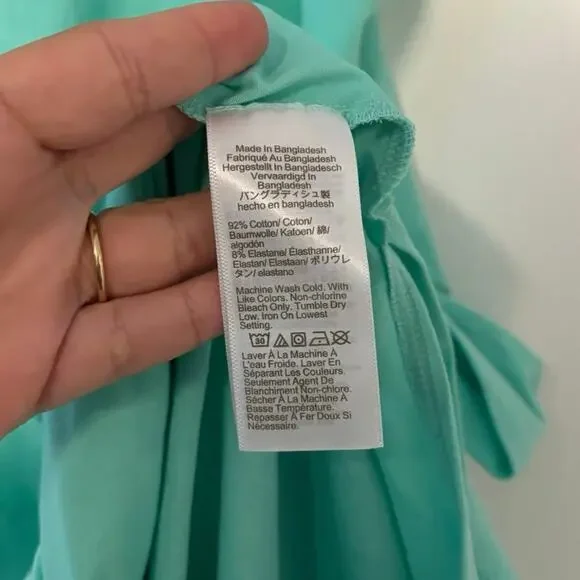 Made In Bangladesh
Fabriqué Au Bangladesh
Hergestellt In Bangladesch
Vervaardigd In
Bangladesh
バングラディシュ製
hecho en bangladesh
92% Cotton/ Coton/
Baumwolle/ Katoen/ 綿/
algodón
8% Elastane/ Élasthanne/
Elastan/ Elastaan/ ポリウレ
タン/ elastano
Machine Wash Cold. With
Like Colors. Non-chlorine
Bleach Only. Tumble Dry
Low. Iron On Lowest
Setting.
30
Laver À La Machine À
L'eau Froide. Laver En
Séparant Les Couleurs.
Seulement Agent De
Blanchiment Non-chlore.
Sécher À La Machine À
Basse Température.
Repasser À Fer Doux Si
Nécessaire.